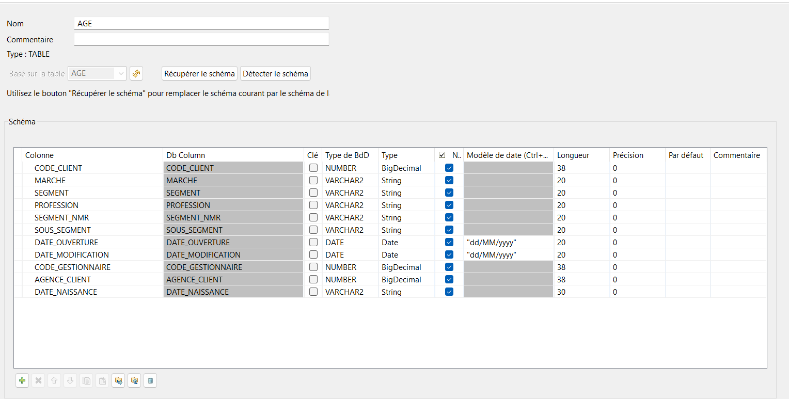 Nom AGE
Commentaire
Type : TABLE
Base sur la table AGE Récupérer le schéma Détecter le schéma
Utilisez le bouton "Récupérer le schéma" pour remplacer le schéma courant par le schéma de l
Schéma
Colonne Db Column Clé Type de BdD Type N.. Modèle de date (Ctrl+... Longueur Précision Par défaut Commentaire
CODE_CLIENT CODE_CLIENT NUMBER BigDecimal 38 0
MARCHE MARCHE VARCHAR2 String 20 0
SEGMENT SEGMENT VARCHAR2 String 20 0
PROFESSION PROFESSION VARCHAR2 String 20 0
SEGMENT_NMR SEGMENT_NMR VARCHAR2 String 20 0
SOUS_SEGMENT SOUS_SEGMENT VARCHAR2 String 20 0
DATE_OUVERTURE DATE_OUVERTURE DATE Date "dd/MM/yyyy" 20 0
DATE_MODIFICATION DATE_MODIFICATION DATE Date "dd/MM/yyyy" 20 0
CODE_GESTIONNAIRE CODE_GESTIONNAIRE NUMBER BigDecimal 38 0
AGENCE_CLIENT AGENCE_CLIENT NUMBER BigDecimal 38 0
DATE_NAISSANCE DATE_NAISSANCE VARCHAR2 String 30 0